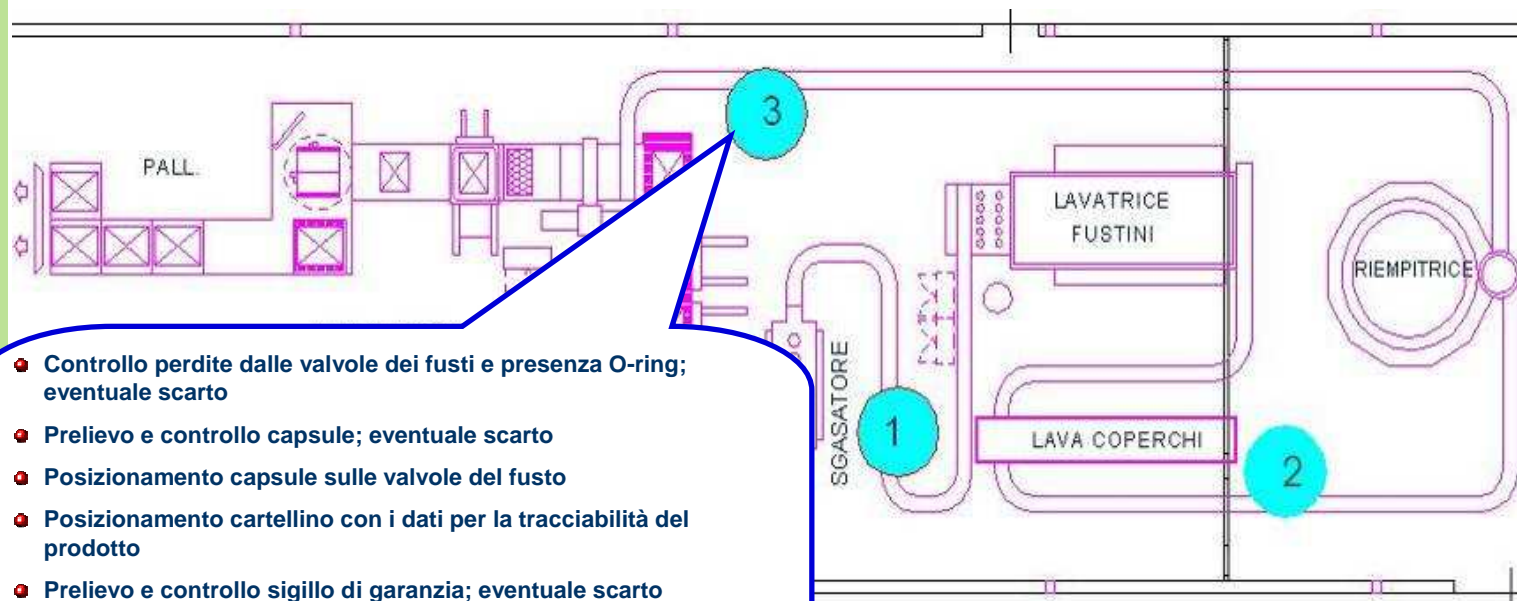 3
PALL.
LAVATRICE
FUSTINI
RIEMPITRICE
SGASATORE
1
LAVA COPERCHI
2
Controllo perdite dalle valvole dei fusti e presenza O-ring;
eventuale scarto
Prelievo e controllo capsule; eventuale scarto
Posizionamento capsule sulle valvole del fusto
Posizionamento cartellino con i dati per la tracciabilità del
prodotto
Prelievo e controllo sigillo di garanzia; eventuale scarto